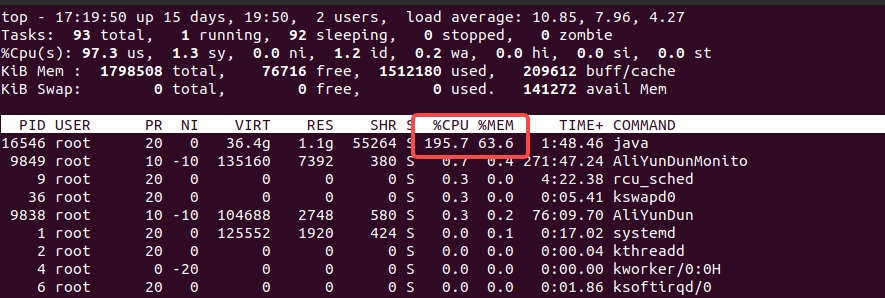 top - 17:19:50 up 15 days, 19:50,  2 users,  load average: 10.85, 7.96, 4.27
Tasks:  93 total,   1 running,  92 sleeping,   0 stopped,   0 zombie
%Cpu(s): 97.3 us,  1.3 sy,  0.0 ni,  1.2 id,  0.2 wa,  0.0 hi,  0.0 si,  0.0 st
KiB Mem :  1798508 total,    76716 free,  1512180 used,   209612 buff/cache
KiB Swap:        0 total,        0 free,        0 used.   141272 avail Mem
PID USER      PR  NI    VIRT    RES    SHR S  %CPU %MEM     TIME+ COMMAND
16546 root      20   0   36.4g   1.1g  55264 S 195.7 63.6   1:48.46 java
9849 root      10 -10  135160   7392    380 S   0.7  0.4 271:47.24 AliYunDunMonito
9 root      20   0       0      0      0 S   0.3  0.0   4:22.38 rcu_sched
36 root      20   0       0      0      0 S   0.3  0.0   0:05.41 kswapd0
9838 root      10 -10  104688   2748    580 S   0.3  0.2  76:09.70 AliYunDun
1 root      20   0  125552   1920    424 S   0.0  0.1   0:17.02 systemd
2 root      20   0       0      0      0 S   0.0  0.0   0:00.04 kthreadd
4 root       0 -20       0      0      0 S   0.0  0.0   0:00.00 kworker/0:0H
6 root      20   0       0      0      0 S   0.0  0.0   0:01.86 ksoftirqd/0